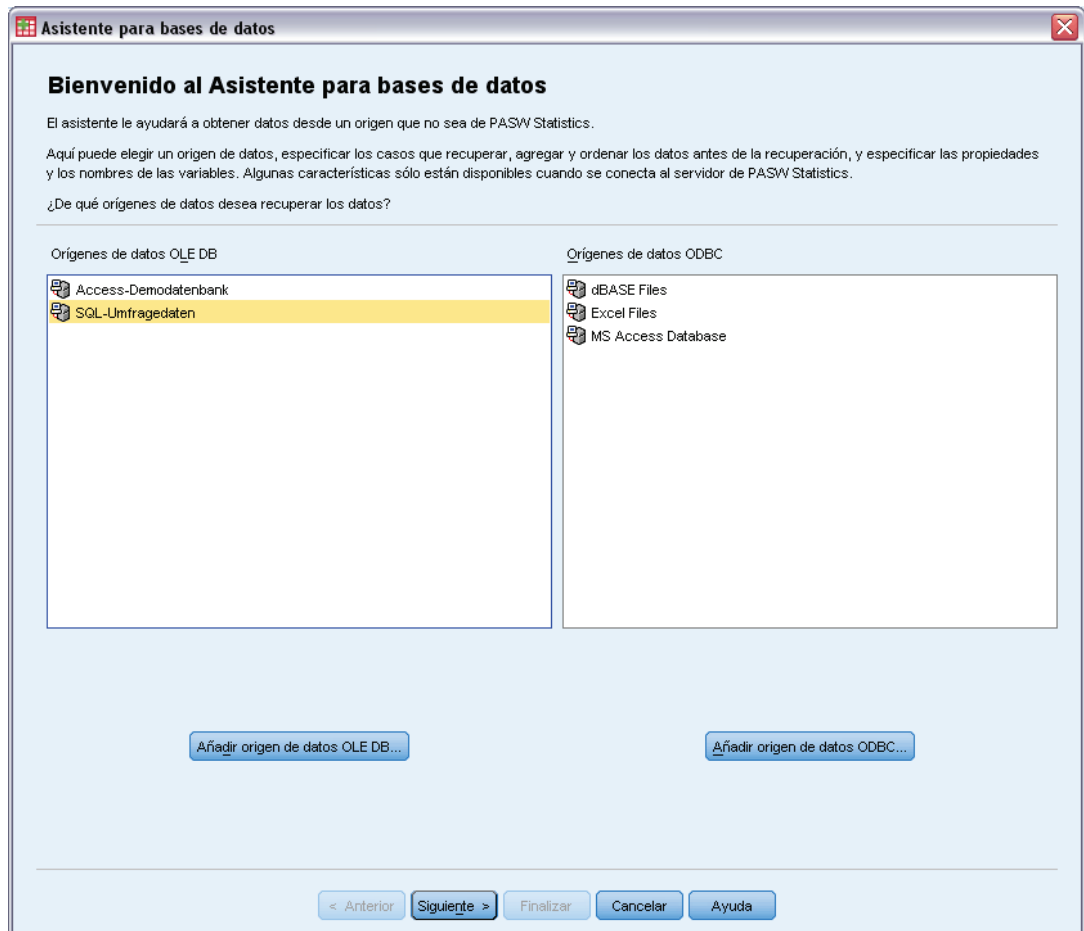 Asistente para bases de datos
Bienvenido al Asistente para bases de datos
El asistente le ayudará a obtener datos desde un origen que no sea de PASW Statistics.
Aquí puede elegir un origen de datos, especificar los casos que recuperar, agregar y ordenar los datos antes de la recuperación, y especificar las propiedades
y los nombres de las variables. Algunas características sólo están disponibles cuando se conecta al servidor de PASW Statistics.
¿De qué orígenes de datos desea recuperar los datos?
Orígenes de datos OLE DB
Access-Demodatenbank
SQL-Umfragedaten
Orígenes de datos ODBC
dBASE Files
Excel Files
MS Access Database
Añadir origen de datos OLE DB...
Añadir origen de datos ODBC...
< Anterior
Siguiente >
Finalizar
Cancelar
Ayuda